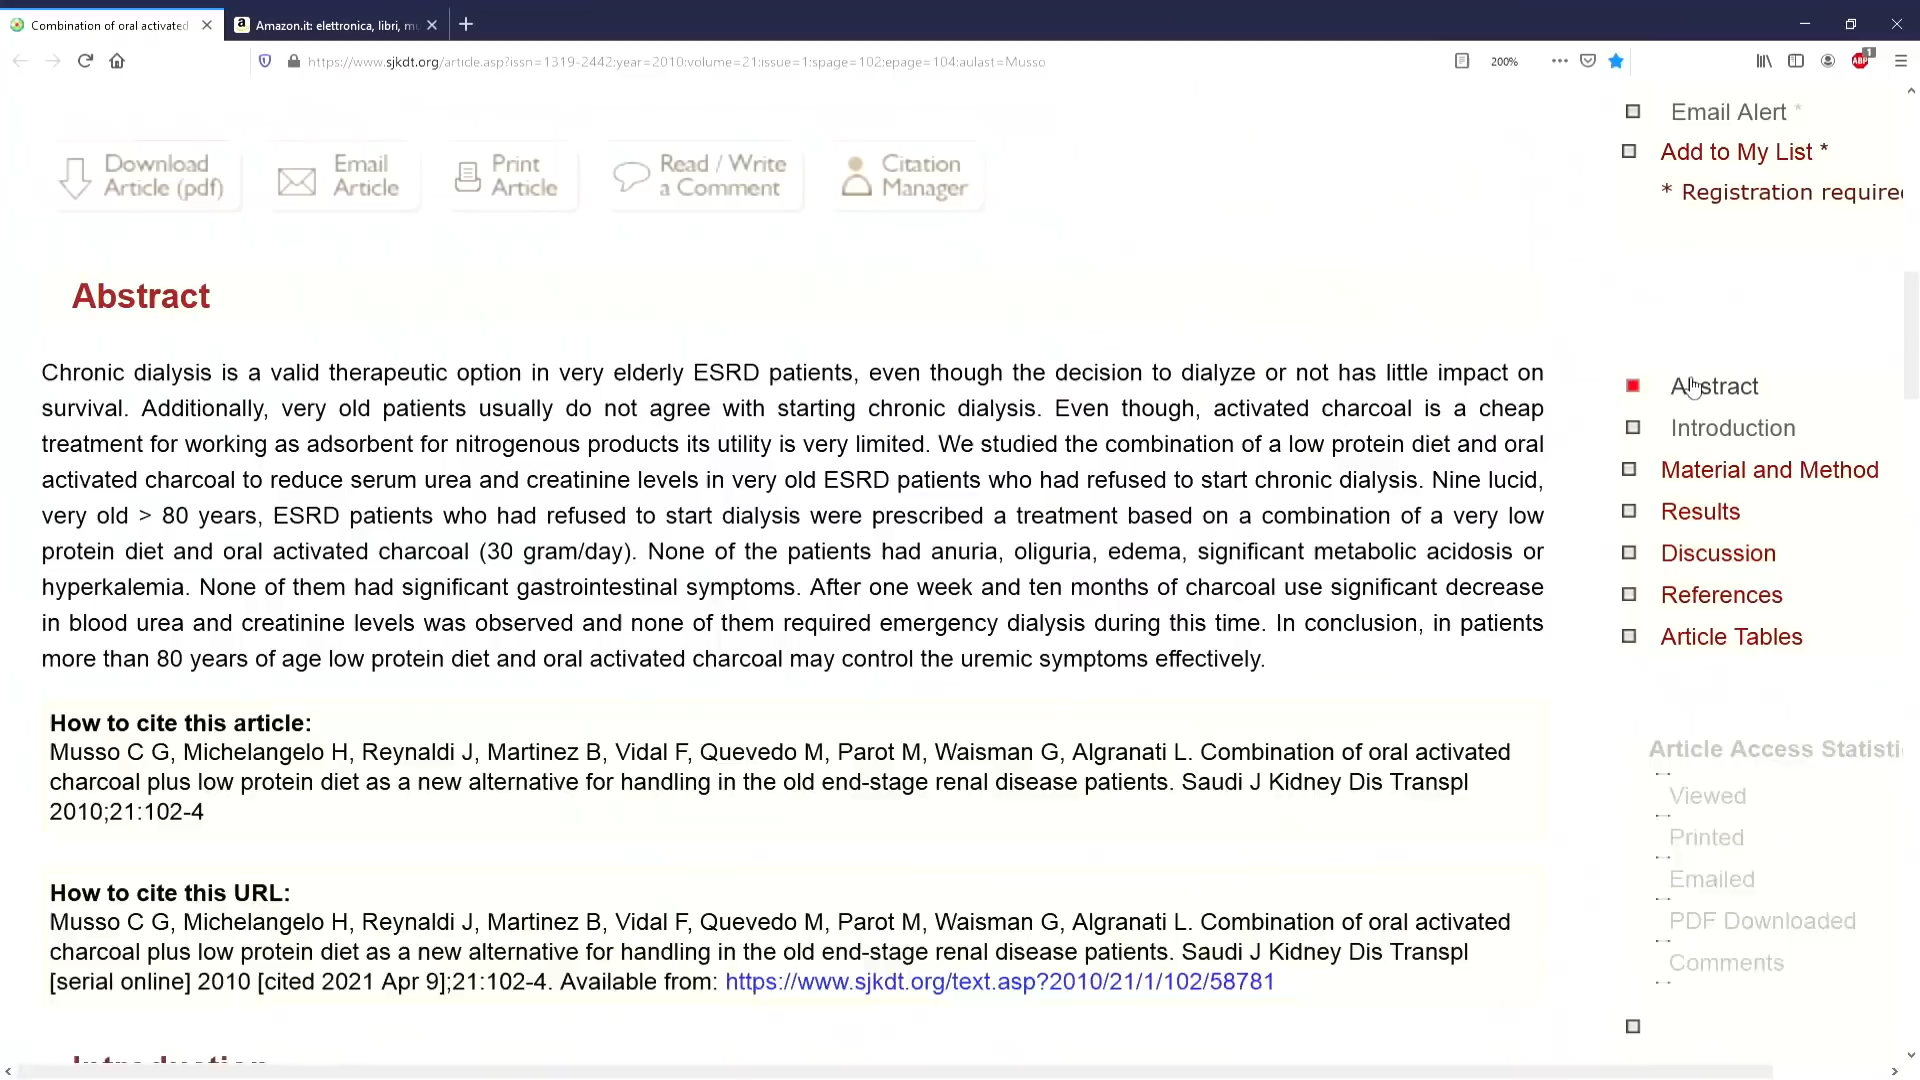 Combination of oral activated
Amazon.it: elettronica, libri, mu
https://www.sjkdt.org/article.asp?issn=1319-2442;year=2010;volume=21;issue=1;spage=102;epage=104;aulast=Musso
200%
ABP
1
Download
Article (pdf)
Email
Article
Print
Article
Read / Write
a Comment
Citation
Manager
Email Alert *
Add to My List *
* Registration require
Abstract
Chronic dialysis is a valid therapeutic option in very elderly ESRD patients, even though the decision to dialyze or not has little impact on
survival. Additionally, very old patients usually do not agree with starting chronic dialysis. Even though, activated charcoal is a cheap
treatment for working as adsorbent for nitrogenous products its utility is very limited. We studied the combination of a low protein diet and oral
activated charcoal to reduce serum urea and creatinine levels in very old ESRD patients who had refused to start chronic dialysis. Nine lucid,
very old > 80 years, ESRD patients who had refused to start dialysis were prescribed a treatment based on a combination of a very low
protein diet and oral activated charcoal (30 gram/day). None of the patients had anuria, oliguria, edema, significant metabolic acidosis or
hyperkalemia. None of them had significant gastrointestinal symptoms. After one week and ten months of charcoal use significant decrease
in blood urea and creatinine levels was observed and none of them required emergency dialysis during this time. In conclusion, in patients
more than 80 years of age low protein diet and oral activated charcoal may control the uremic symptoms effectively.
How to cite this article:
Musso C G, Michelangelo H, Reynaldi J, Martinez B, Vidal F, Quevedo M, Parot M, Waisman G, Algranati L. Combination of oral activated
charcoal plus low protein diet as a new alternative for handling in the old end-stage renal disease patients. Saudi J Kidney Dis Transpl
2010;21:102-4
How to cite this URL:
Musso C G, Michelangelo H, Reynaldi J, Martinez B, Vidal F, Quevedo M, Parot M, Waisman G, Algranati L. Combination of oral activated
charcoal plus low protein diet as a new alternative for handling in the old end-stage renal disease patients. Saudi J Kidney Dis Transpl
[serial online] 2010 [cited 2021 Apr 9];21:102-4. Available from: https://www.sjkdt.org/text.asp?2010/21/1/102/58781
Introduction
Abstract
Introduction
Material and Method
Results
Discussion
References
Article Tables
Article Access Statisti
Viewed
Printed
Emailed
PDF Downloaded
Comments